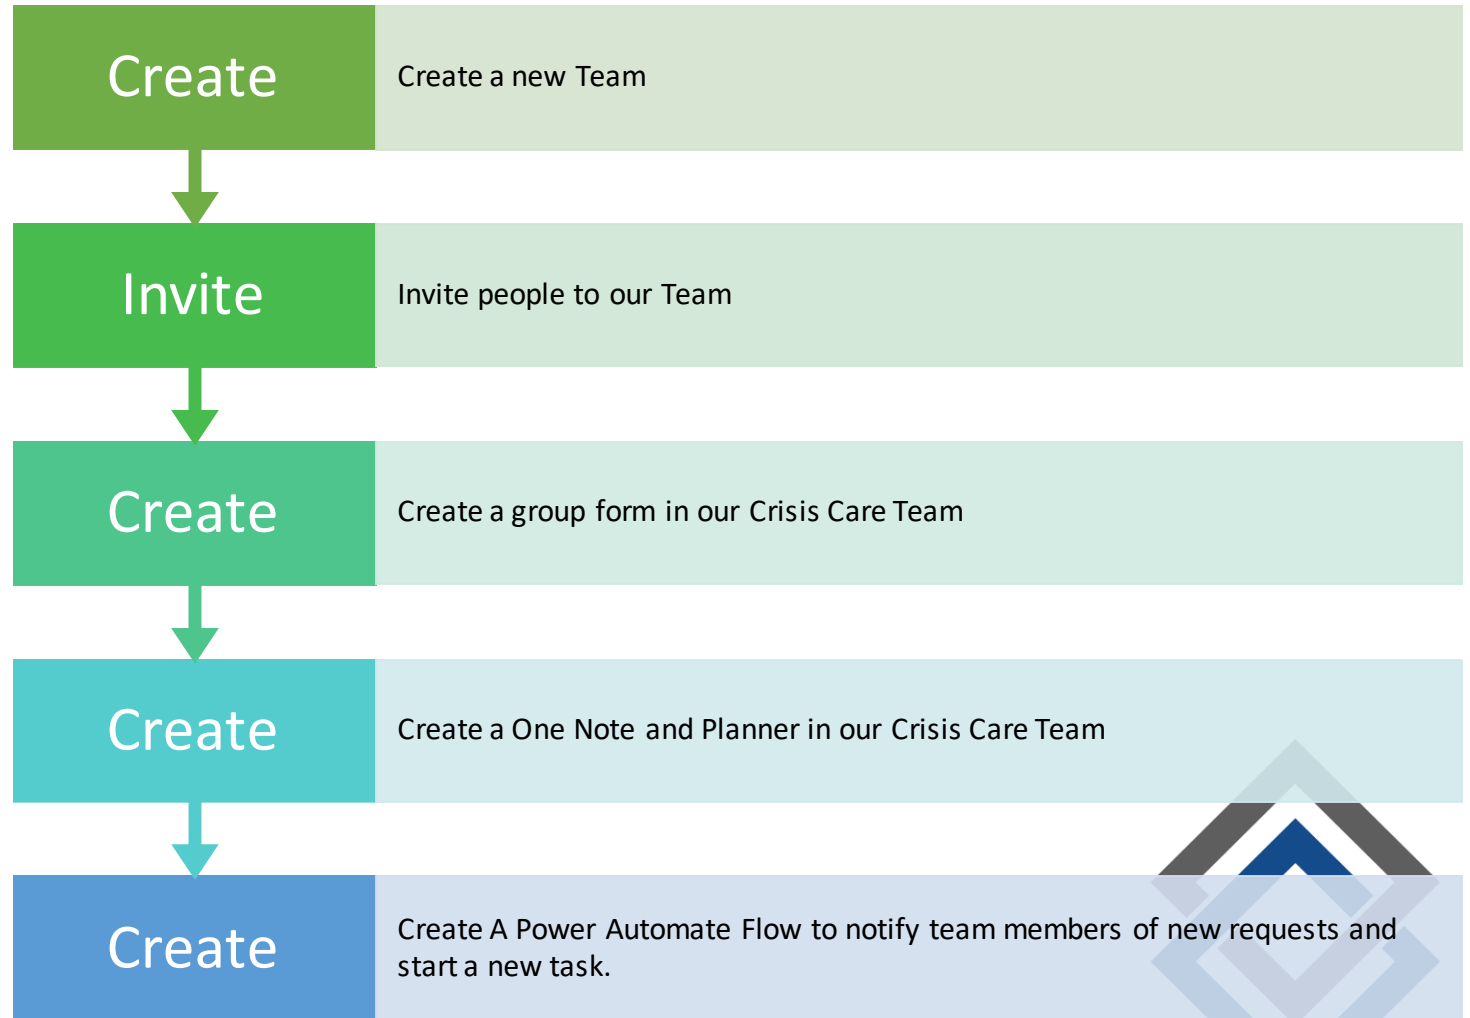 Create
Create a new Team
Invite
Invite people to our Team
Create
Create a group form in our Crisis Care Team
Create
Create a One Note and Planner in our Crisis Care Team
Create
Create A Power Automate Flow to notify team members of new requests and
start a new task.